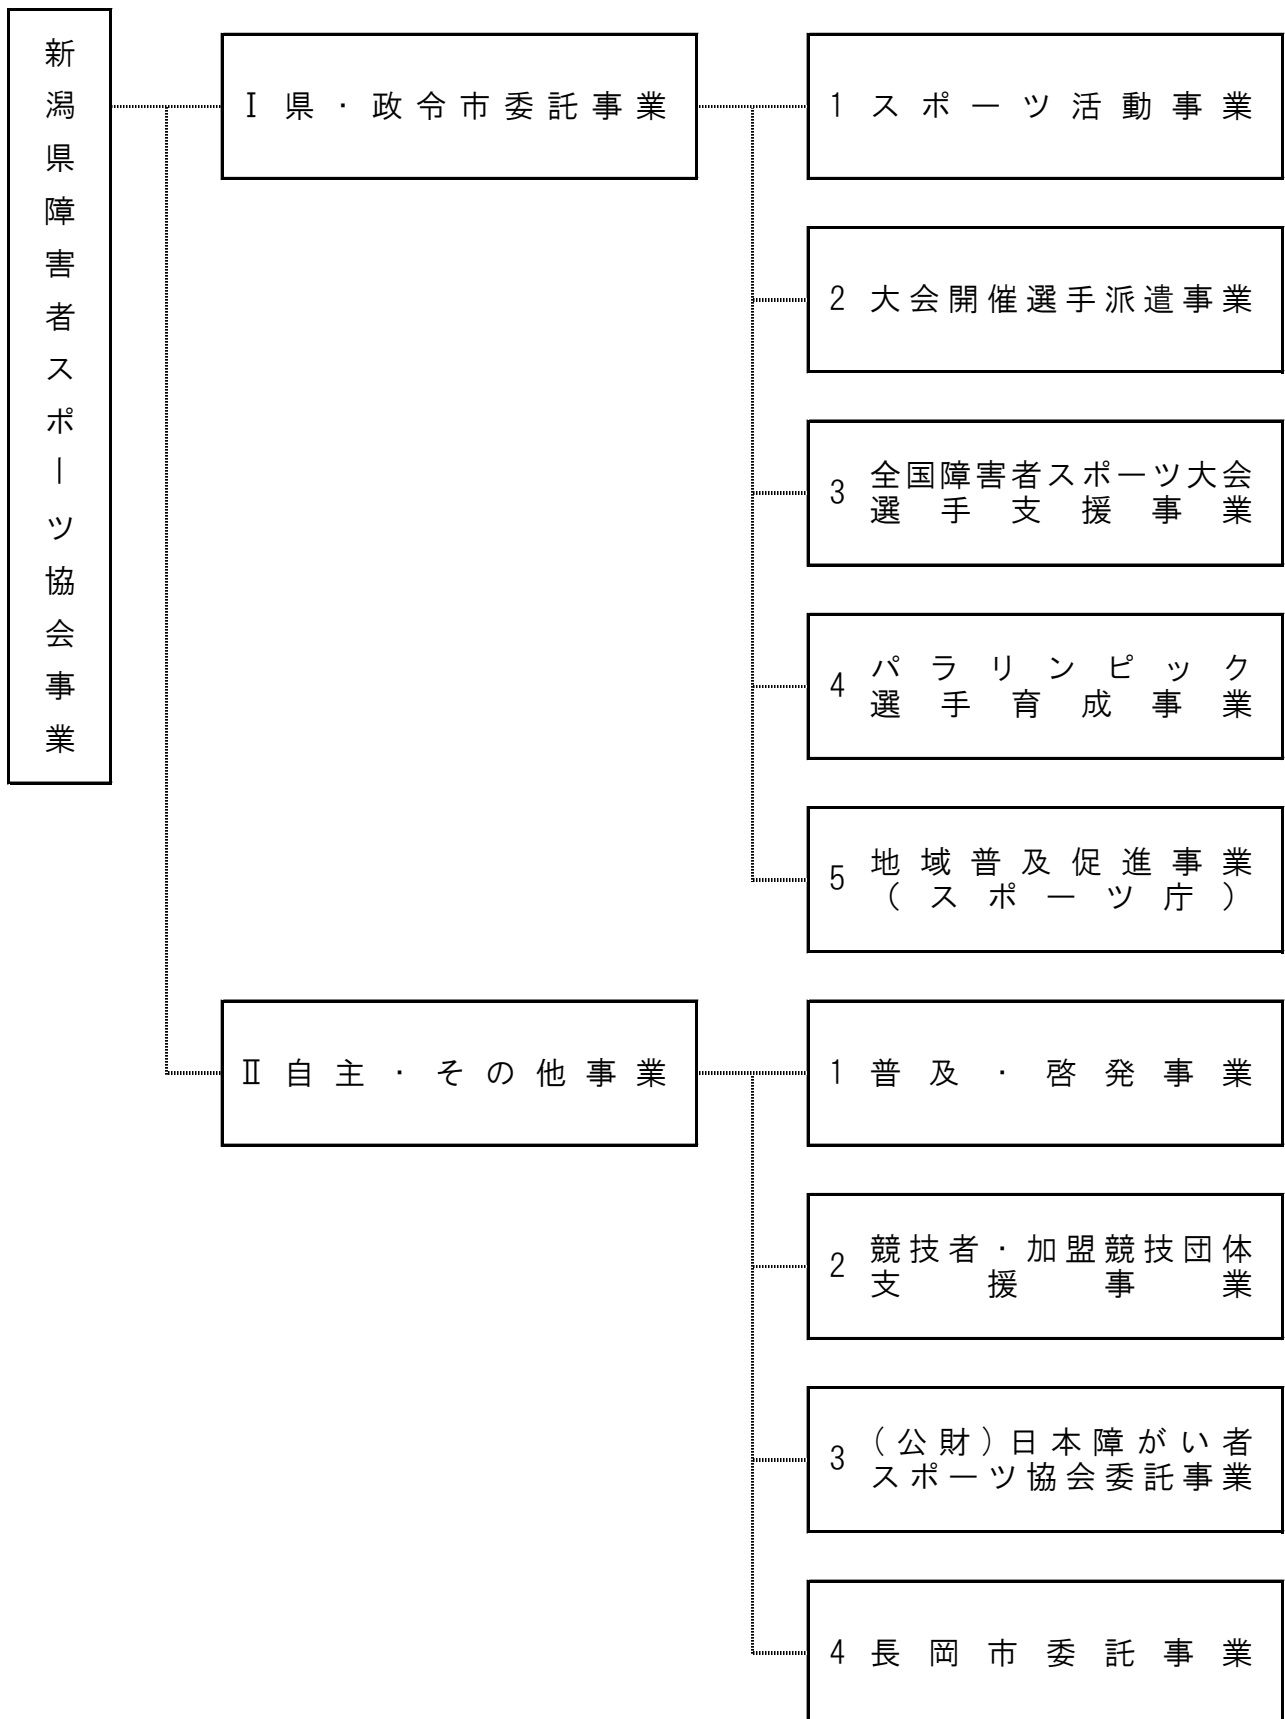 新潟県障害者スポーツ協会事業
Ⅰ 県・政令市委託事業
1 スポーツ活動事業
2 大会開催選手派遣事業
3 全国障害者スポーツ大会
選手支援事業
4 パラリンピック
選手育成事業
5 地域普及促進事業
(スポーツ庁)
Ⅱ 自主・その他事業
1 普及・啓発事業
2 競技者・加盟競技団体
支援事業
3 (公財)日本障がい者
スポーツ協会委託事業
4 長岡市委託事業